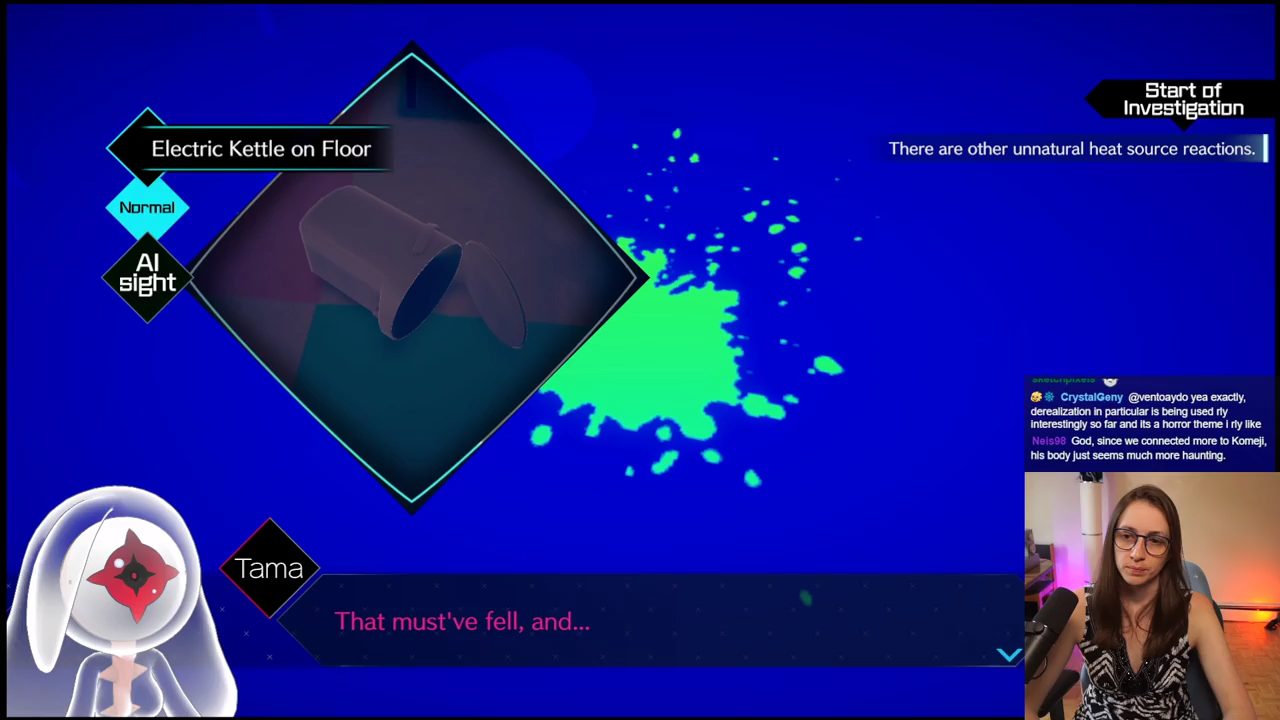 Start of
Investigation
Electric Kettle on Floor
There are other unnatural heat source reactions.
Normal
AI
sight
sketchpixels
CrystalGeny @ventoaydo yea exactly,
derealization in particular is being used rly
interestingly so far and its a horror theme i rly like
Neis98 God, since we connected more to Komeji,
his body just seems much more haunting.
Tama
That must've fell, and...